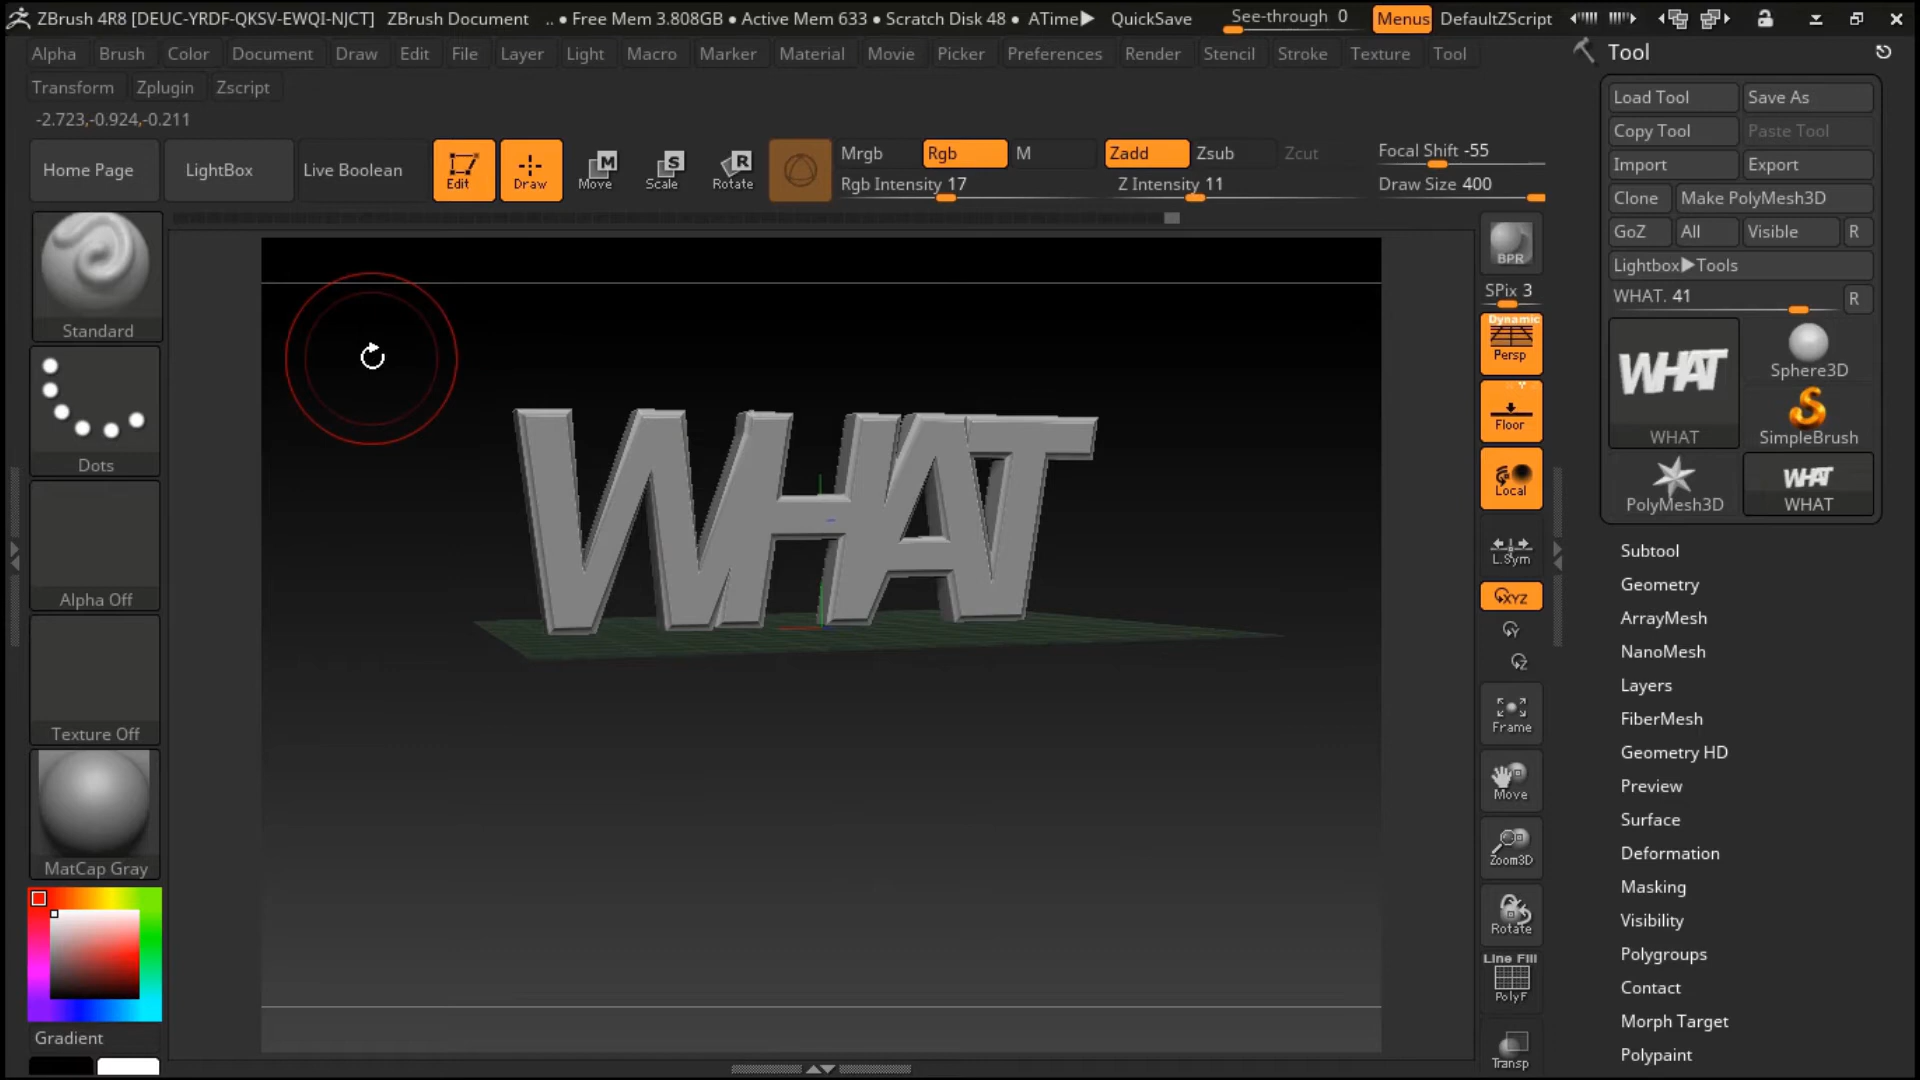 ZBrush 4R8 [DEUC-YRDF-QKSV-EWQI-NJCT] ZBrush Document .. ● Free Mem 3.808GB ● Active Mem 633 ● Scratch Disk 48 ● ATime▶ QuickSave See-through 0 Menus DefaultZScript
Alpha Brush Color Document Draw Edit File Layer Light Macro Marker Material Movie Picker Preferences Render Stencil Stroke Texture Tool
Transform Zplugin Zscript
-2.723,-0.924,-0.211
Home Page LightBox Live Boolean Edit Draw Move Scale Rotate
M S R
Mrgb Rgb M Zadd Zsub Zcut Focal Shift -55
Rgb Intensity 17 Z Intensity 11 Draw Size 400
Standard
Dots
Alpha Off
Texture Off
MatCap Gray
Gradient
WHAT
BPR
SPix 3
Dynamic
Persp
Floor
Local
L.Sym
XYZ
Y
Z
Frame
Move
Zoom3D
Rotate
Line Fill
PolyF
Transp
Tool
Load Tool Save As
Copy Tool Paste Tool
Import Export
Clone Make PolyMesh3D
GoZ All Visible R
Lightbox▶Tools
WHAT. 41 R
WHAT
WHAT
Sphere3D
SimpleBrush
PolyMesh3D
WHAT
WHAT
Subtool
Geometry
ArrayMesh
NanoMesh
Layers
FiberMesh
Geometry HD
Preview
Surface
Deformation
Masking
Visibility
Polygroups
Contact
Morph Target
Polypaint